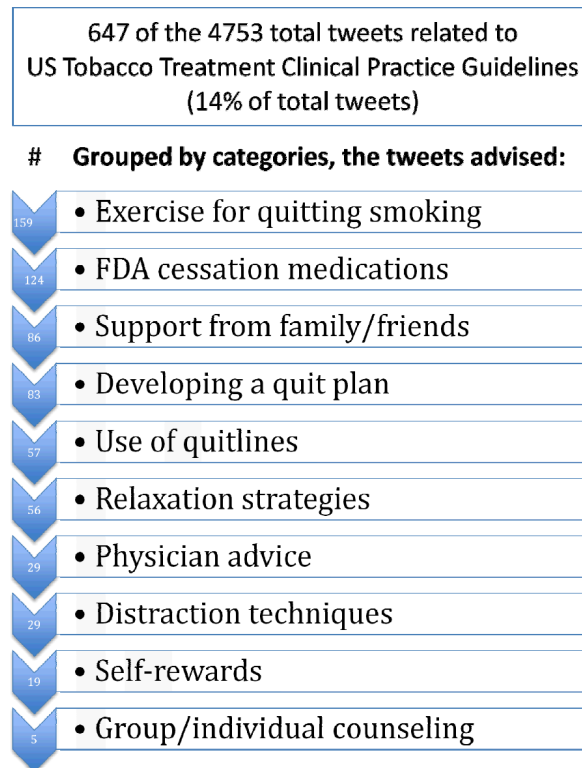 647 of the 4753 total tweets related to
US Tobacco Treatment Clinical Practice Guidelines
(14% of total tweets)
# Grouped by categories, the tweets advised:
159 • Exercise for quitting smoking
124 • FDA cessation medications
86 • Support from family/friends
83 • Developing a quit plan
57 • Use of quitlines
56 • Relaxation strategies
29 • Physician advice
29 • Distraction techniques
19 • Self-rewards
5 • Group/individual counseling